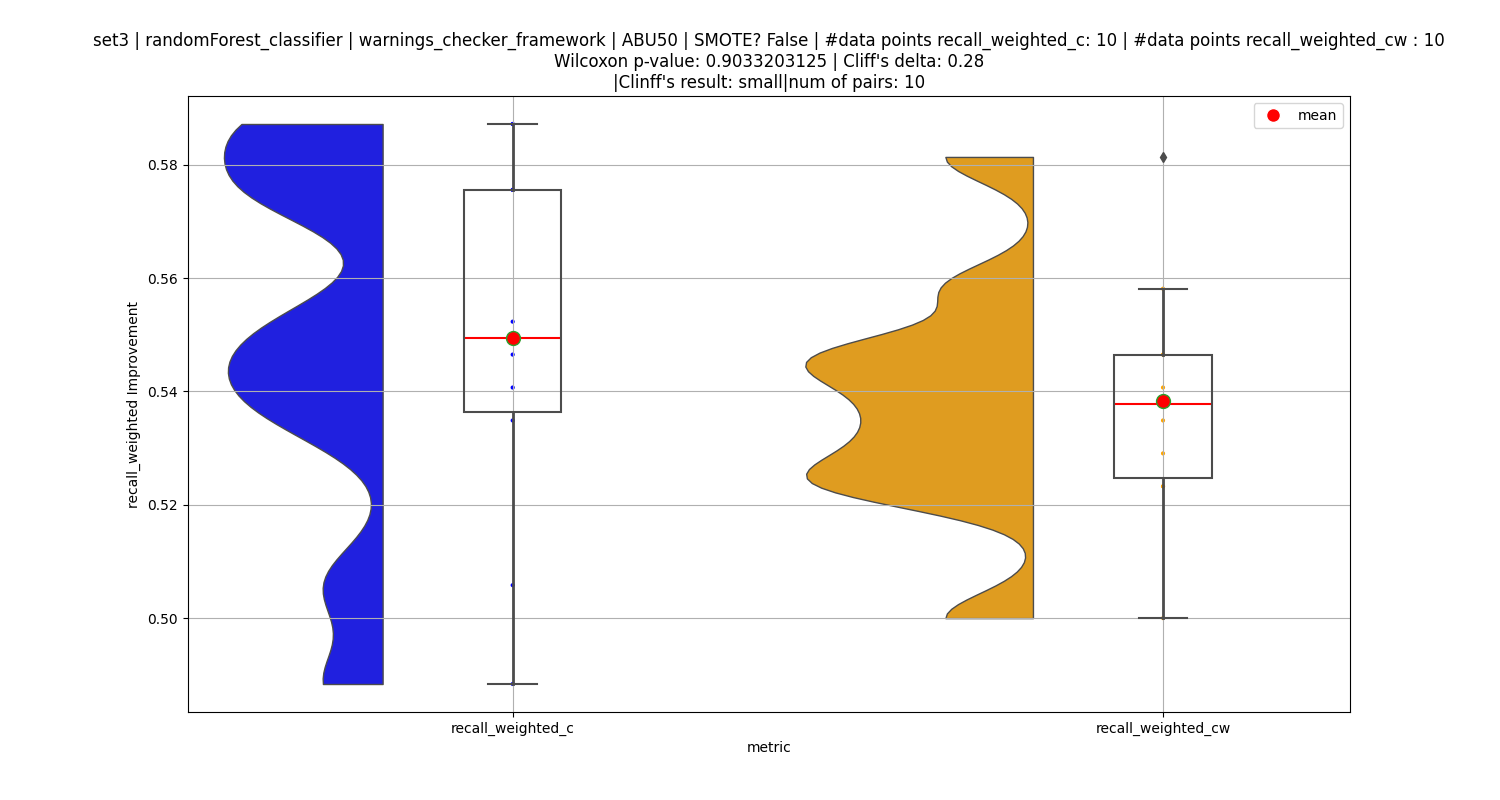 set3 | randomForest_classifier | warnings_checker_framework | ABU50 | SMOTE? False | #data points recall_weighted_c: 10 | #data points recall_weighted_cw : 10
Wilcoxon p-value: 0.9033203125 | Cliff's delta: 0.28
|Clinff's result: small|num of pairs: 10
mean
0.58
0.56
0.54
0.52
0.50
recall_weighted Improvement
recall_weighted_c
recall_weighted_cw
metric